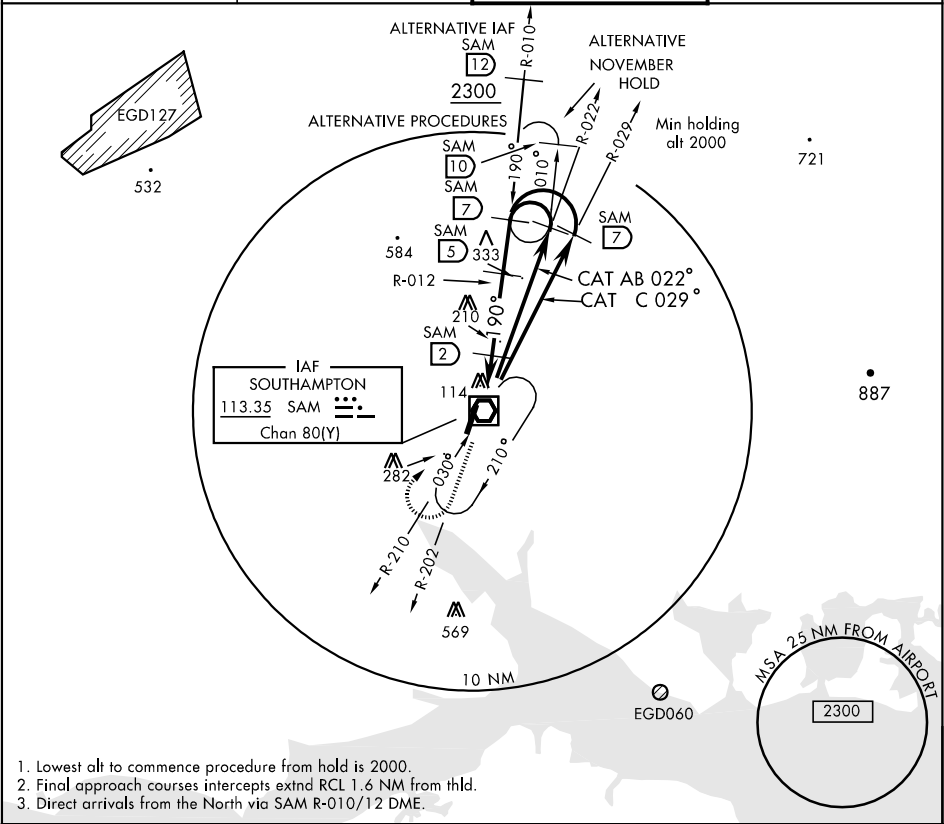 ALTERNATIVE IAF
SAM
12
2300
R-010
ALTERNATIVE
NOVEMBER
HOLD
ALTERNATIVE PROCEDURES
R-022
R-029
Min holding
alt 2000
721
EGD127
532
SAM
10
190°
010°
SAM
7
SAM
7
584
SAM
5
333
R-012
CAT AB 022°
CAT C 029°
190°
210
SAM
2
IAF
SOUTHAMPTON
113.35 SAM
Chan 80(Y)
114
887
282
030°
210°
R-210
R-202
569
10 NM
EGD060
MSA 25 NM FROM AIRPORT
2300
1. Lowest alt to commence procedure from hold is 2000.
2. Final approach courses intercepts extnd RCL 1.6 NM from thld.
3. Direct arrivals from the North via SAM R-010/12 DME.